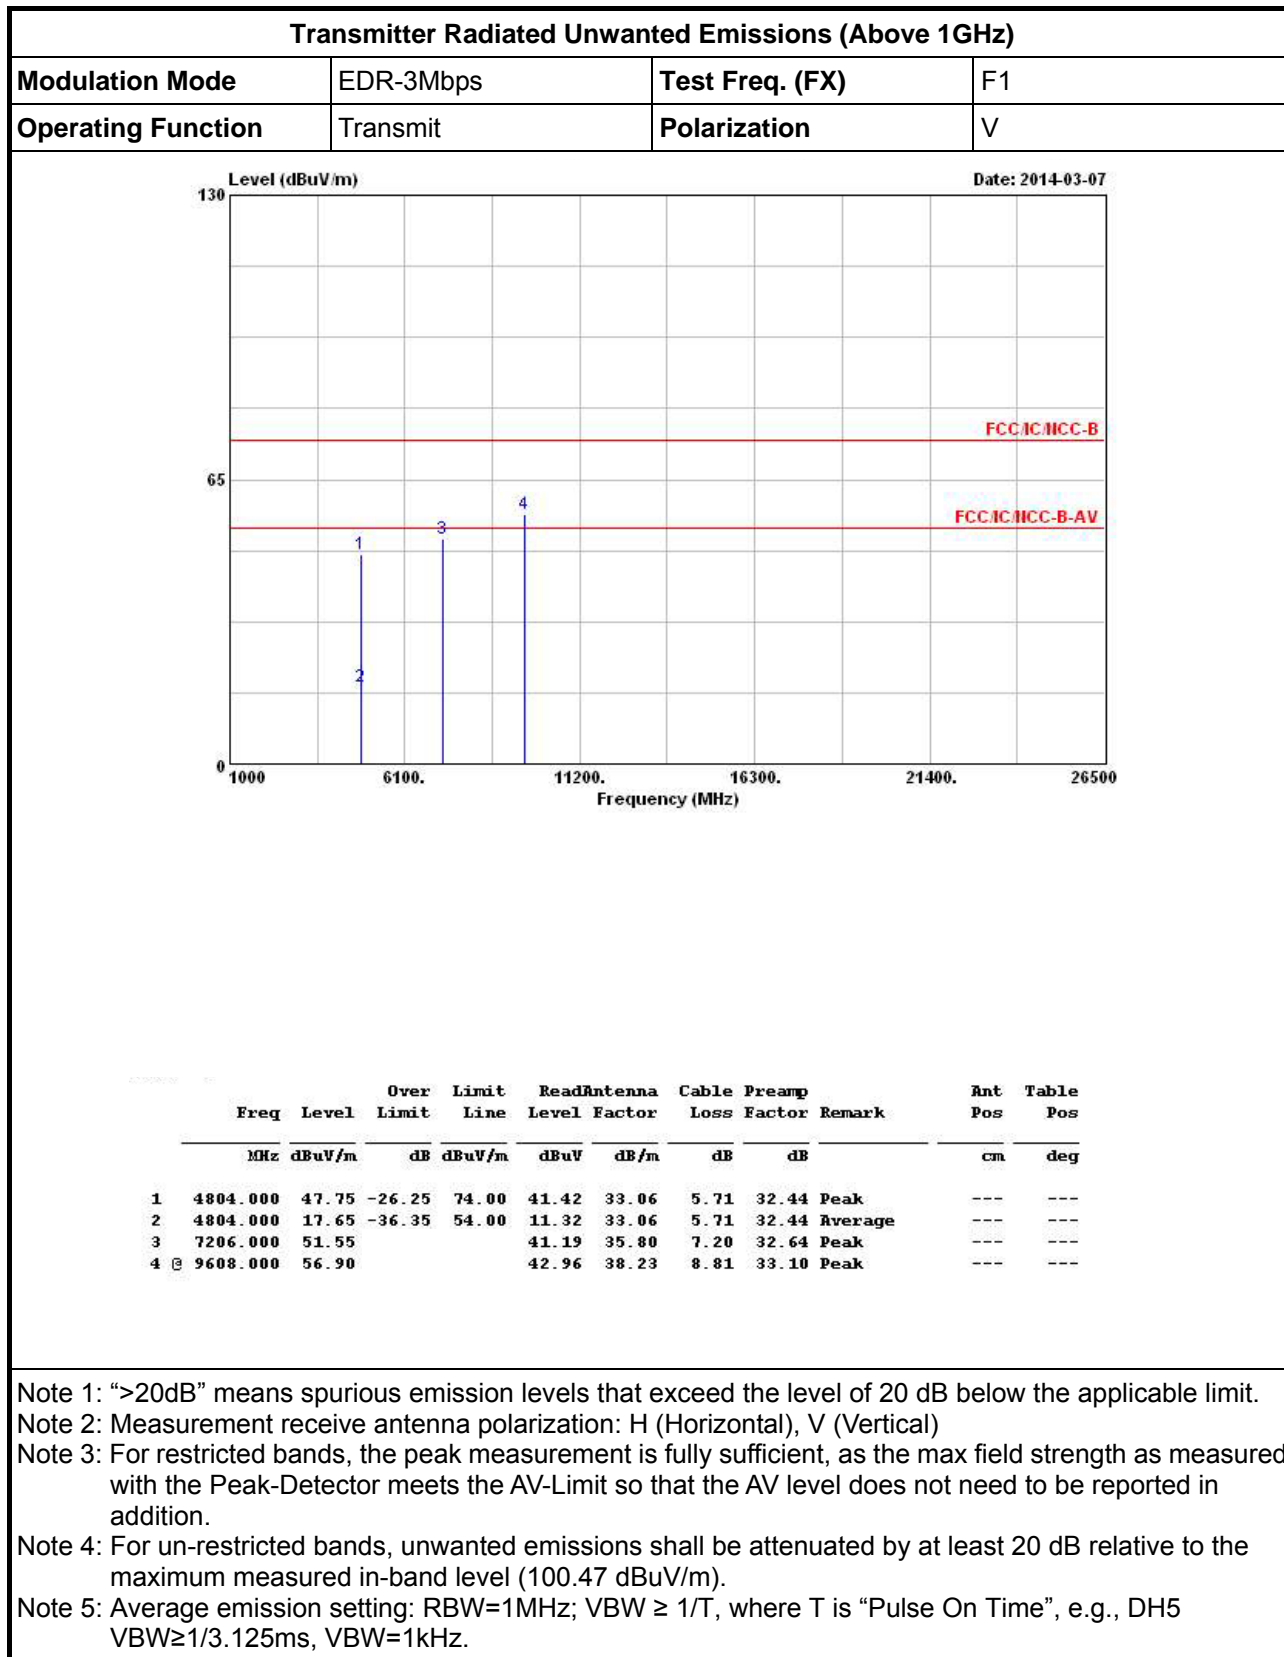 Transmitter Radiated Unwanted Emissions (Above 1GHz)
Modulation Mode EDR-3Mbps Test Freq. (FX) F1
Operating Function Transmit Polarization V
Level (dBuV/m) Date: 2014-03-07
130
FCC/IC/NCC-B
65
4
FCC/IC/NCC-B-AV
3
1
2
0
1000 6100. 11200. 16300. 21400. 26500
Frequency (MHz)
Over Limit ReadAntenna Cable Preamp Ant Table
Freq Level Limit Line Level Factor Loss Factor Remark Pos Pos
MHz dBuV/m dB dBuV/m dBuV dB/m dB dB cm deg
1 4804.000 47.75 -26.25 74.00 41.42 33.06 5.71 32.44 Peak --- ---
2 4804.000 17.65 -36.35 54.00 11.32 33.06 5.71 32.44 Average --- ---
3 7206.000 51.55 41.19 35.80 7.20 32.64 Peak --- ---
4 @ 9608.000 56.90 42.96 38.23 8.81 33.10 Peak --- ---
Note 1: “>20dB” means spurious emission levels that exceed the level of 20 dB below the applicable limit.
Note 2: Measurement receive antenna polarization: H (Horizontal), V (Vertical)
Note 3: For restricted bands, the peak measurement is fully sufficient, as the max field strength as measured
with the Peak-Detector meets the AV-Limit so that the AV level does not need to be reported in
addition.
Note 4: For un-restricted bands, unwanted emissions shall be attenuated by at least 20 dB relative to the
maximum measured in-band level (100.47 dBuV/m).
Note 5: Average emission setting: RBW=1MHz; VBW ≥ 1/T, where T is “Pulse On Time”, e.g., DH5
VBW≥1/3.125ms, VBW=1kHz.